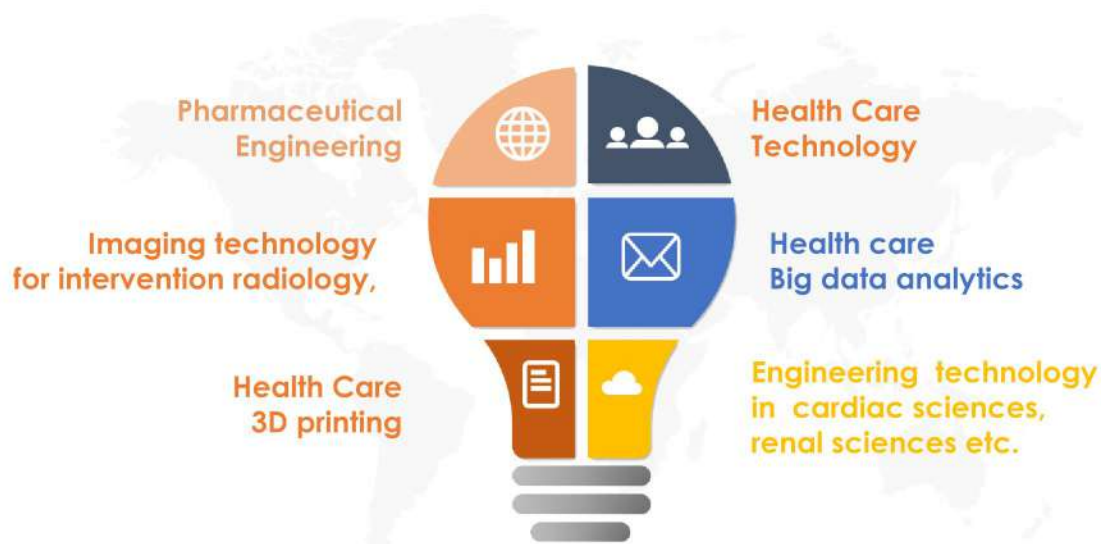 Pharmaceutical
Engineering
Health Care
Technology
Imaging technology
for intervention radiology,
Health care
Big data analytics
Health Care
3D printing
Engineering technology
in cardiac sciences,
renal sciences etc.